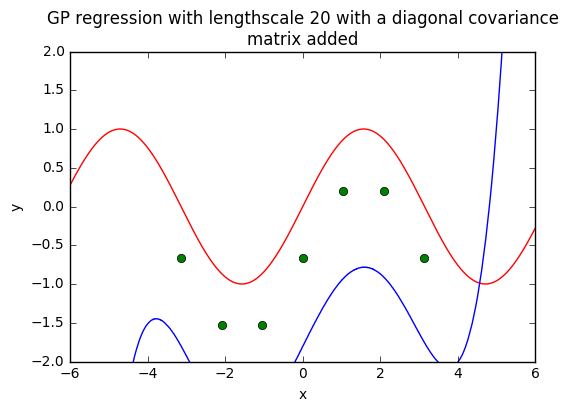 GP regression with lengthscale 20 with a diagonal covariance
matrix added
2.0
1.5
1.0
0.5
0.0
−0.5
−1.0
−1.5
−2.0
y
−6 −4 −2 0 2 4 6
x